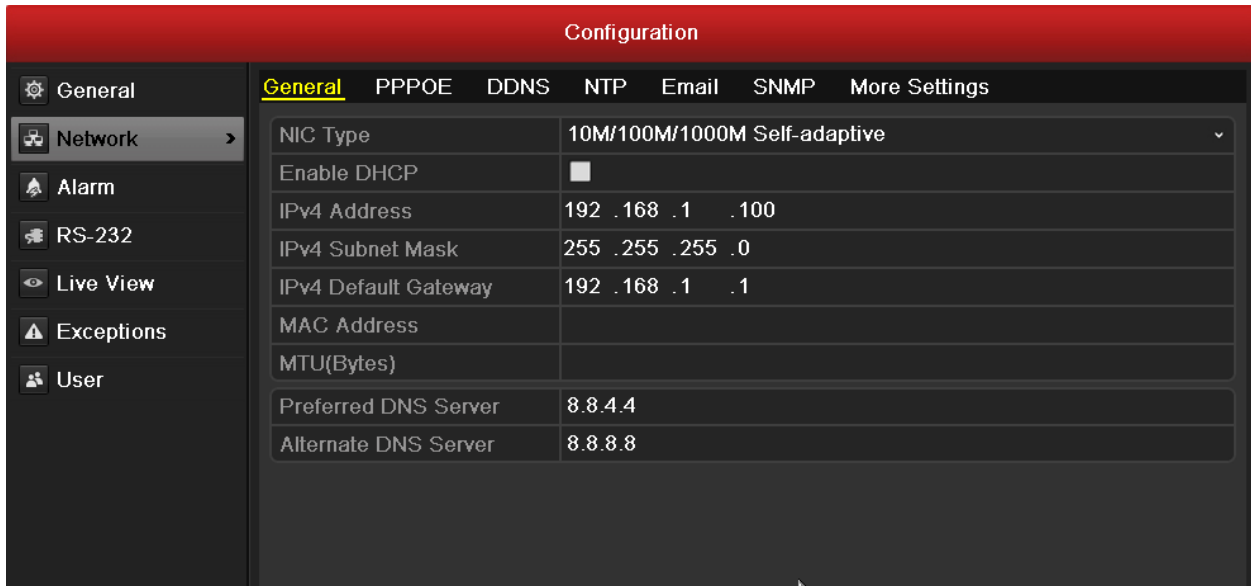 Configuration
General
Network
Alarm
RS-232
Live View
Exceptions
User
General PPPOE DDNS NTP Email SNMP More Settings
NIC Type 10M/100M/1000M Self-adaptive
Enable DHCP
IPv4 Address 192 .168 .1 .100
IPv4 Subnet Mask 255 .255 .255 .0
IPv4 Default Gateway 192 .168 .1 .1
MAC Address
MTU(Bytes)
Preferred DNS Server 8.8.4.4
Alternate DNS Server 8.8.8.8